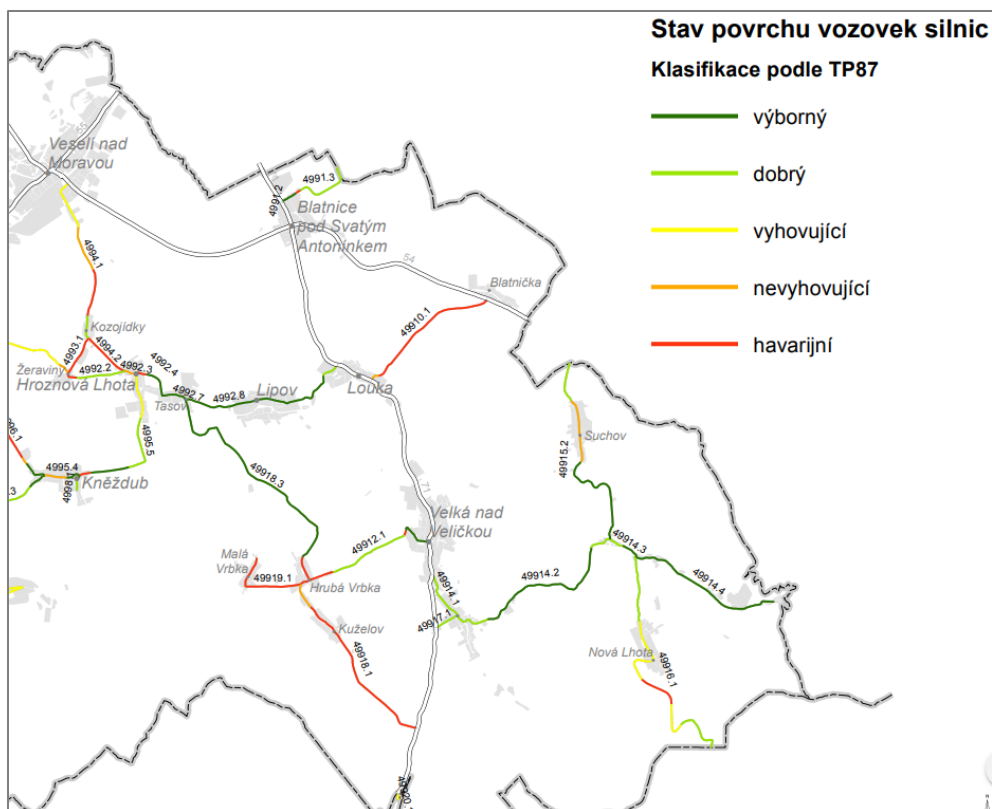 Stav povrchu vozovek silnic
Klasifikace podle TP87
výborný
dobrý
vyhovující
nevyhovující
havarijní
55
Veselí nad
Moravou
4991.3
4991.2
Blatnice
pod Svatým
Antonínkem
54
Blatnička
4994.1
49910.1
Kozojídky
4993.1
4994.2
4992.3
4992.4
Žeraviny
4992.2
Hroznová Lhota
4992.7
4992.8
Lipov
Louka
Tasov
4995.5
Suchov
49915.2
4995.4
Kněždub
71
49918.3
Velká nad
Veličkou
49912.1
49914.3
Malá
Vrbka
49919.1
Hrubá Vrbka
49914.2
49914.4
49914.1
49917.1
Kuželov
49918.1
Nová Lhota
49916.1